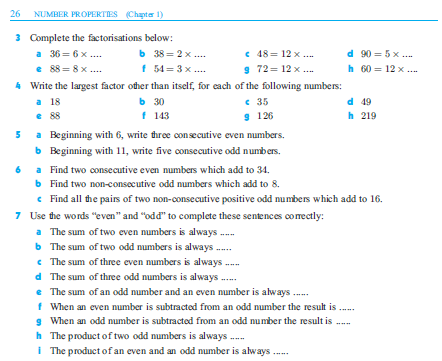 26 NUMBER PROPERTIES (Chapter 1)
3 Complete the factorisations below:
a 36 = 6 × .... b 38 = 2 × .... c 48 = 12 × .... d 90 = 5 × ....
e 88 = 8 × .... f 54 = 3 × .... g 72 = 12 × .... h 60 = 12 × ....
4 Write the largest factor other than itself, for each of the following numbers:
a 18 b 30 c 35 d 49
e 88 f 143 g 126 h 219
5 a Beginning with 6, write three consecutive even numbers.
b Beginning with 11, write five consecutive odd numbers.
6 a Find two consecutive even numbers which add to 34.
b Find two non-consecutive odd numbers which add to 8.
c Find all the pairs of two non-consecutive positive odd numbers which add to 16.
7 Use the words “even” and “odd” to complete these sentences correctly:
a The sum of two even numbers is always ......
b The sum of two odd numbers is always ......
c The sum of three even numbers is always ......
d The sum of three odd numbers is always ......
e The sum of an odd number and an even number is always ......
f When an even number is subtracted from an odd number the result is ......
g When an odd number is subtracted from an odd number the result is ......
h The product of two odd numbers is always ......
i The product of an even and an odd number is always ......